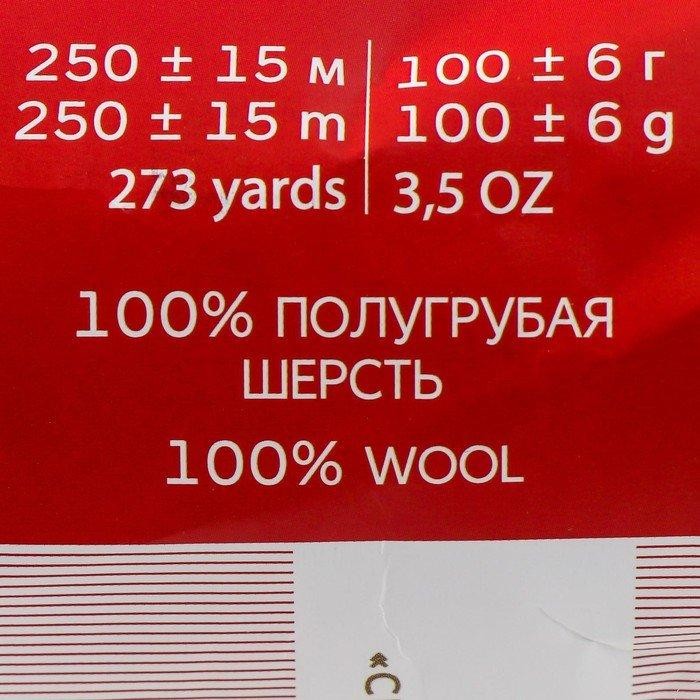 250 ± 15 м | 100 ± 6 г
250 ± 15 m | 100 ± 6 g
273 yards | 3,5 OZ
100% ПОЛУГРУБАЯ
ШЕРСТЬ
100% WOOL
«С